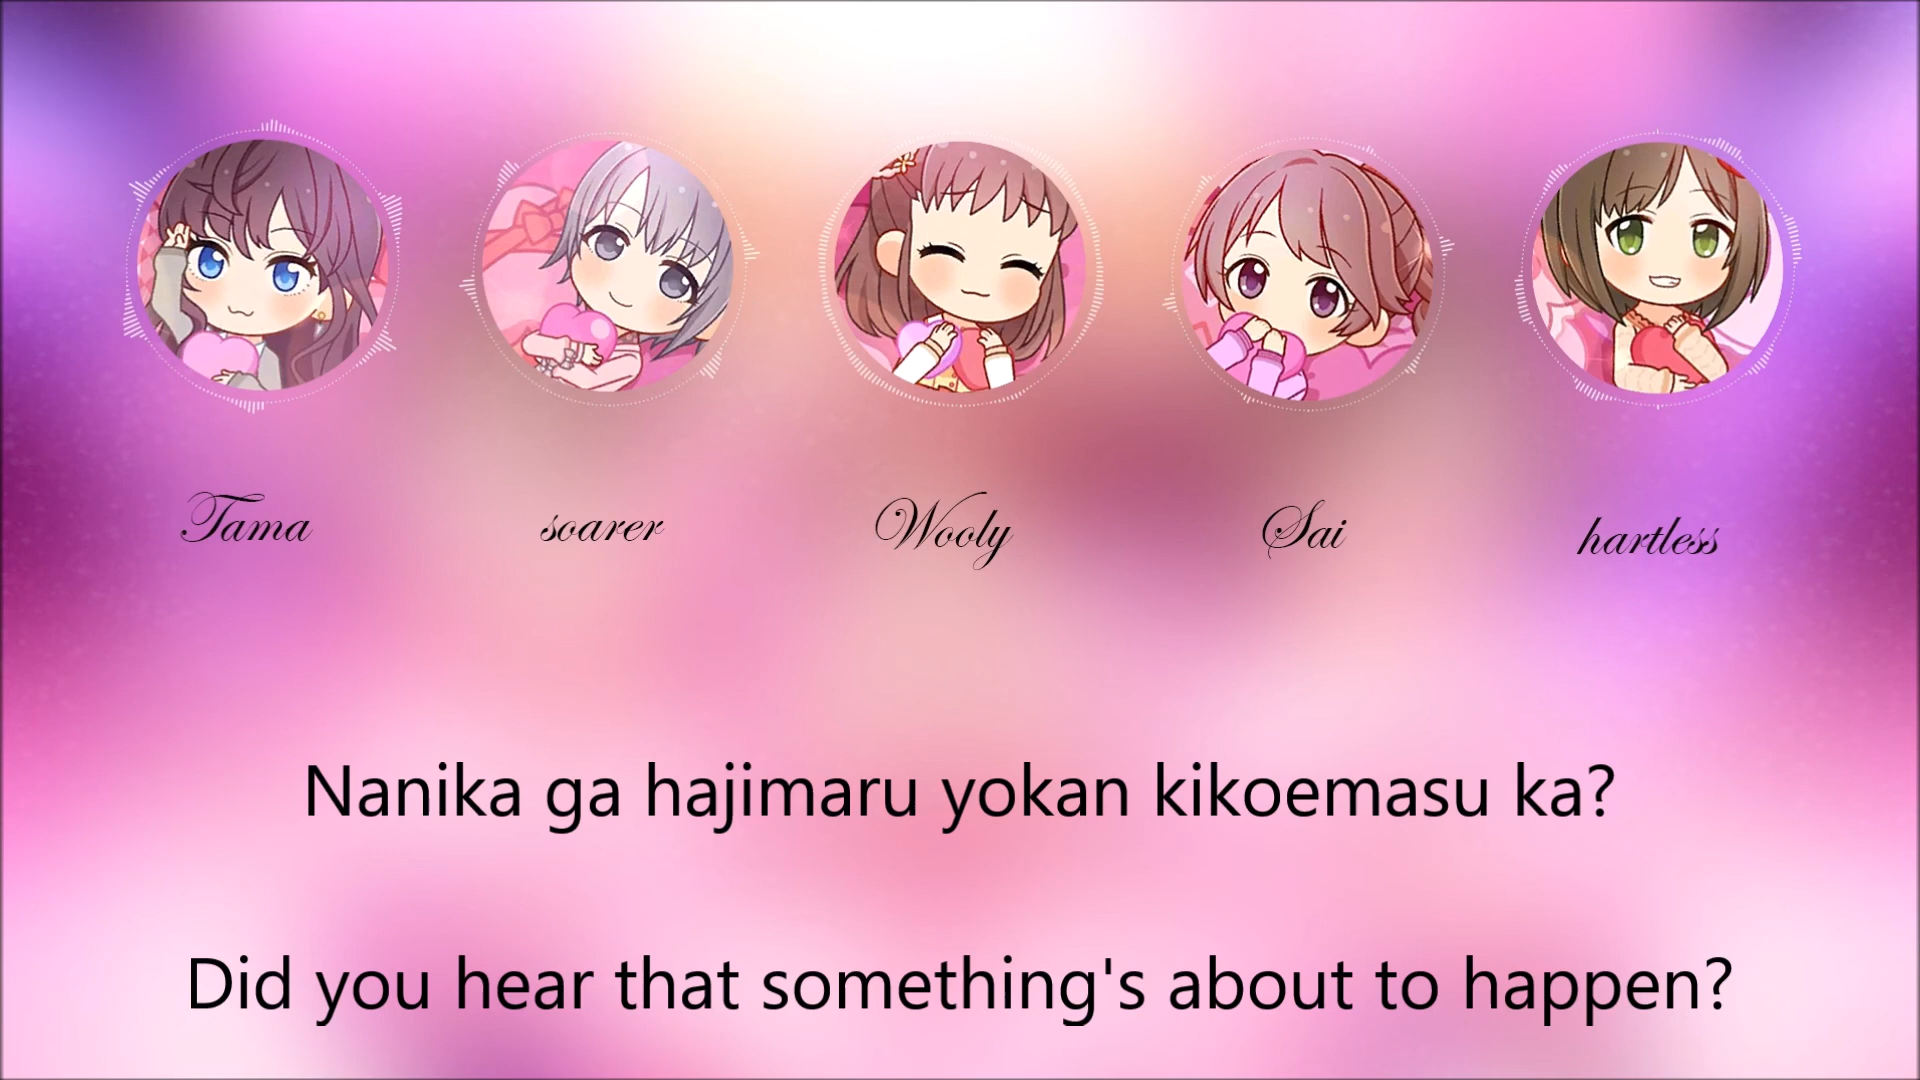 Tama
soarer
Wooly
Sai
hartless
Nanika ga hajimaru yokan kikoemasu ka?
Did you hear that something's about to happen?